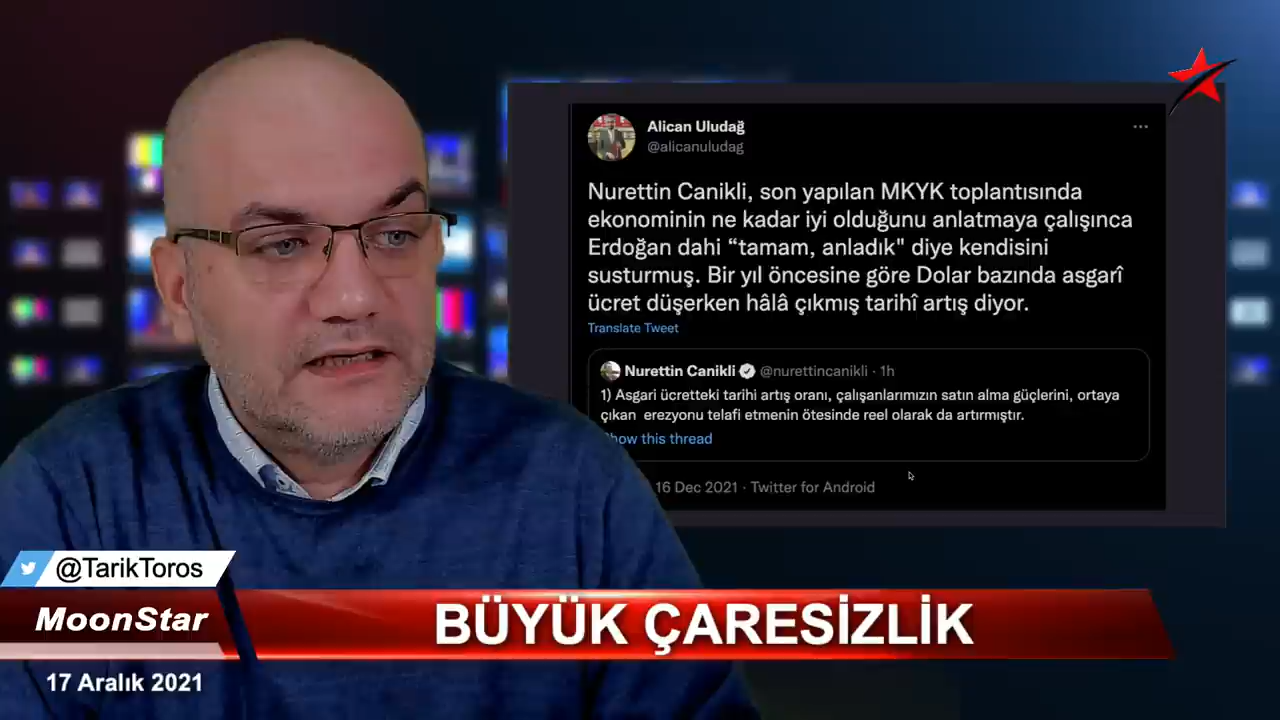 Alican Uludağ
@alicanuludag
Nurettin Canikli, son yapılan MKYK toplantısında
ekonominin ne kadar iyi olduğunu anlatmaya çalışınca
Erdoğan dahi “tamam, anladık" diye kendisini
susturmuş. Bir yıl öncesine göre Dolar bazında asgarî
ücret düşerken hâlâ çıkmış tarihî artış diyor.
Translate Tweet
Nurettin Canikli @nurettincanikli · 1h
1) Asgari ücretteki tarihi artış oranı, çalışanlarımızın satın alma güçlerini, ortaya
çıkan erezyonu telafi etmenin ötesinde reel olarak da artırmıştır.
how this thread
16 Dec 2021 · Twitter for Android
@TarikToros
MoonStar
BÜYÜK ÇARESİZLİK
17 Aralık 2021